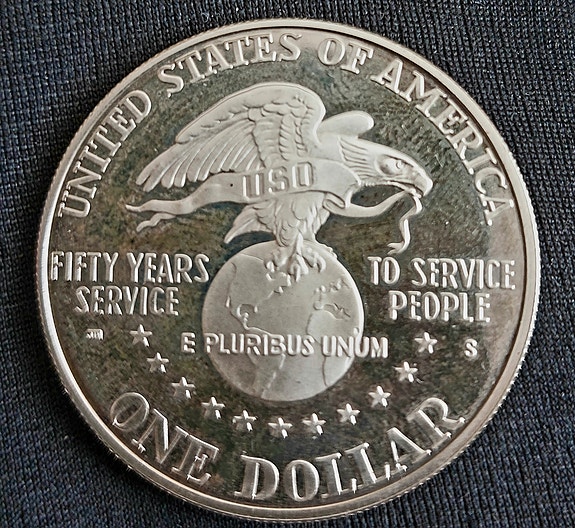 UNITED STATES OF AMERICA
USO
FIFTY YEARS
SERVICE
TO SERVICE
PEOPLE
E PLURIBUS UNUM
S
ONE DOLLAR